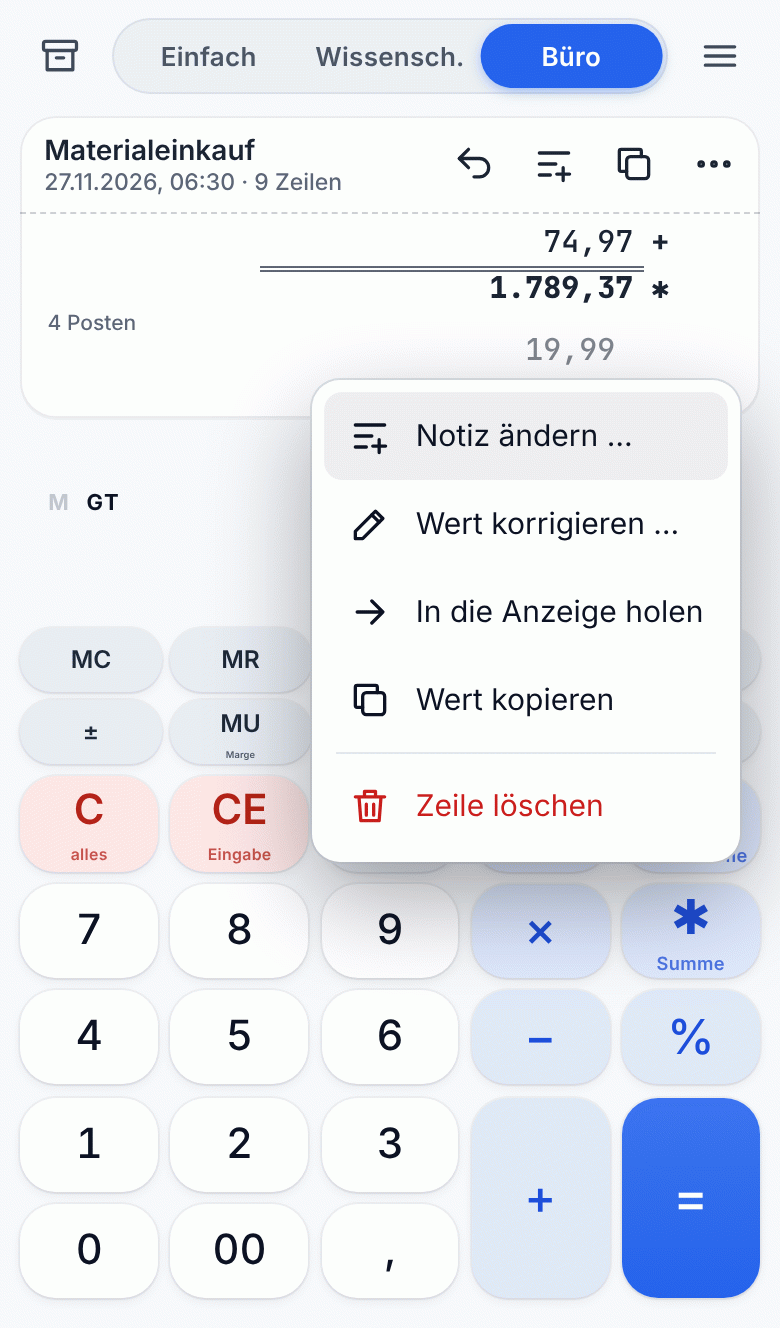 Einfach Wissensch. Büro
Materialeinkauf
27.11.2026, 06:30 · 9 Zeilen
74,97 +
1.789,37 *
4 Posten
19,99
Notiz ändern ...
M GT
Wert korrigieren ...
In die Anzeige holen
MC MR
Wert kopieren
± MU
Marge
C CE
Zeile löschen
alles Eingabe
7 8 9 × *
Summe
4 5 6 − %
1 2 3
+ =
0 00 ,